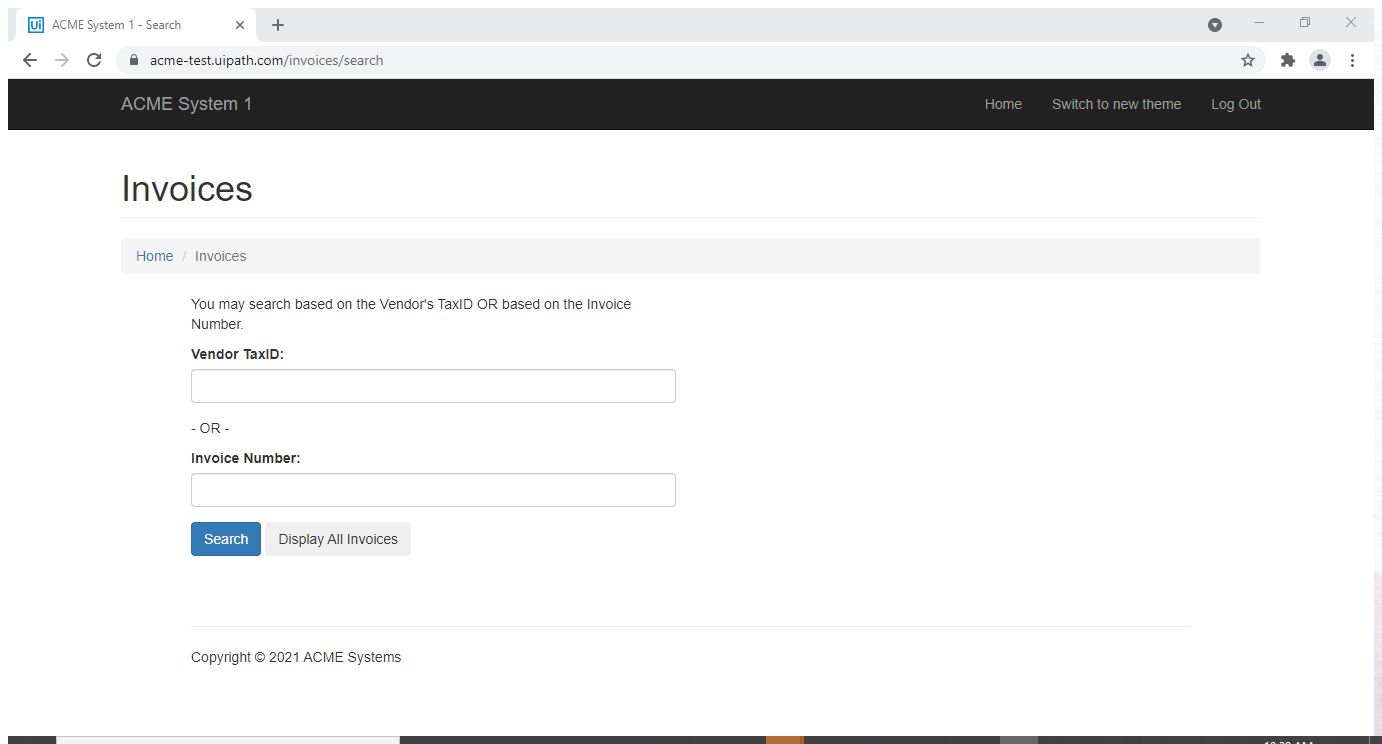 Ui ACME System 1 - Search
acme-test.uipath.com/invoices/search
ACME System 1 Home Switch to new theme Log Out
Invoices
Home / Invoices
You may search based on the Vendor's TaxID OR based on the Invoice
Number.
Vendor TaxID:
- OR -
Invoice Number:
Search Display All Invoices
Copyright © 2021 ACME Systems